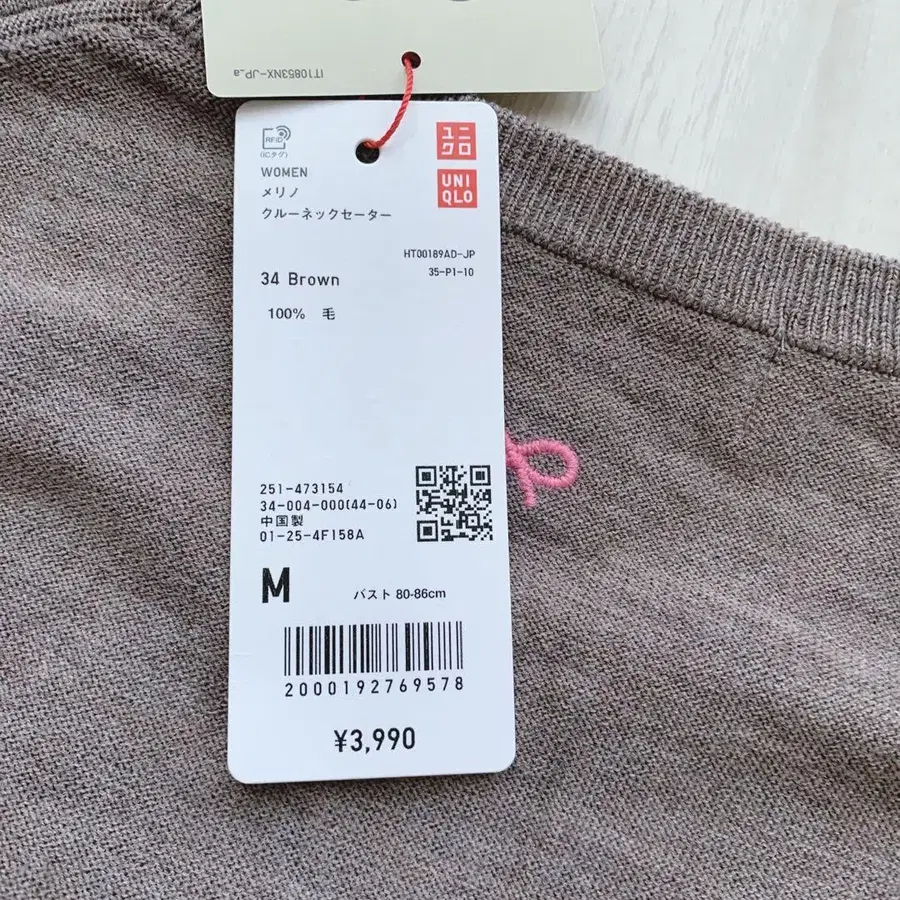 IT10853NX-JP_a
RFID
(ICタグ)
ユニ
クロ
UNI
QLO
WOMEN
メリノ
クルーネックセーター
HT00189AD-JP
35-P1-10
34 Brown
100% 毛
251-473154
34-004-000(44-06)
中国製
01-25-4F158A
M バスト 80-86cm
2000192769578
¥3,990